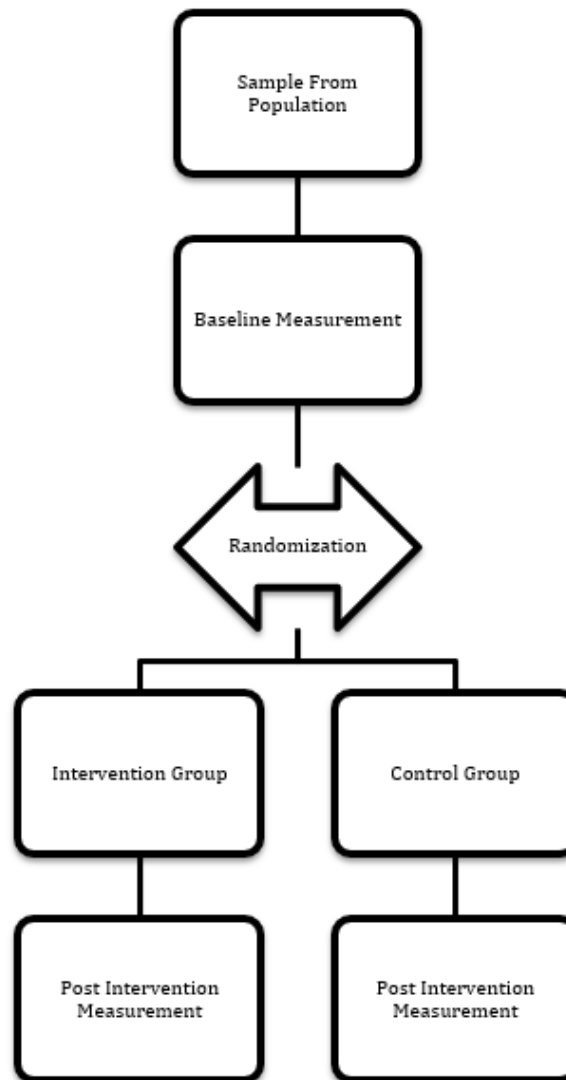 Sample From
Population
Baseline Measurement
Randomization
Intervention Group
Control Group
Post Intervention
Measurement
Post Intervention
Measurement